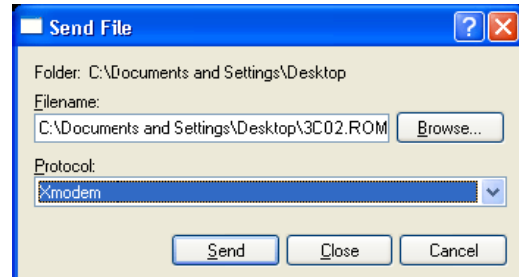 Send File
Folder: C:\Documents and Settings\Desktop
Filename:
C:\Documents and Settings\Desktop\3C02.ROM Browse...
Protocol:
Xmodem
Send Close Cancel